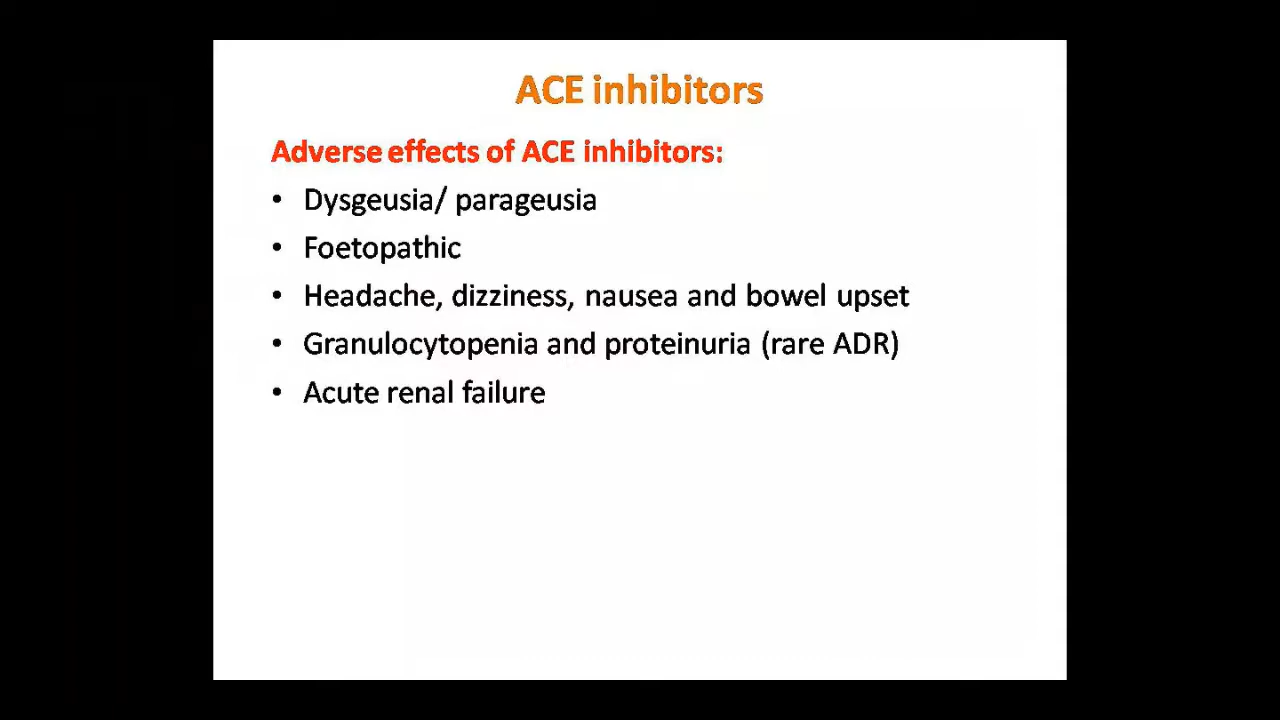 ACE inhibitors
Adverse effects of ACE inhibitors:
• Dysgeusia/ parageusia
• Foetopathic
• Headache, dizziness, nausea and bowel upset
• Granulocytopenia and proteinuria (rare ADR)
• Acute renal failure